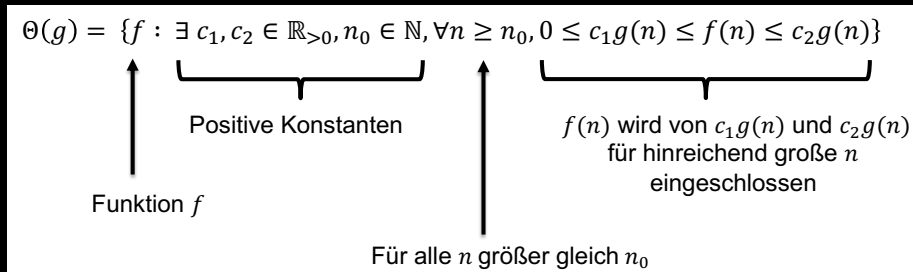 Θ(g) = {f : ∃ c₁, c₂ ∈ ℝ>0, n₀ ∈ ℕ, ∀n ≥ n₀, 0 ≤ c₁g(n) ≤ f(n) ≤ c₂g(n)}
Positive Konstanten
f(n) wird von c₁g(n) und c₂g(n)
für hinreichend große n
eingeschlossen
Funktion f
Für alle n größer gleich n₀